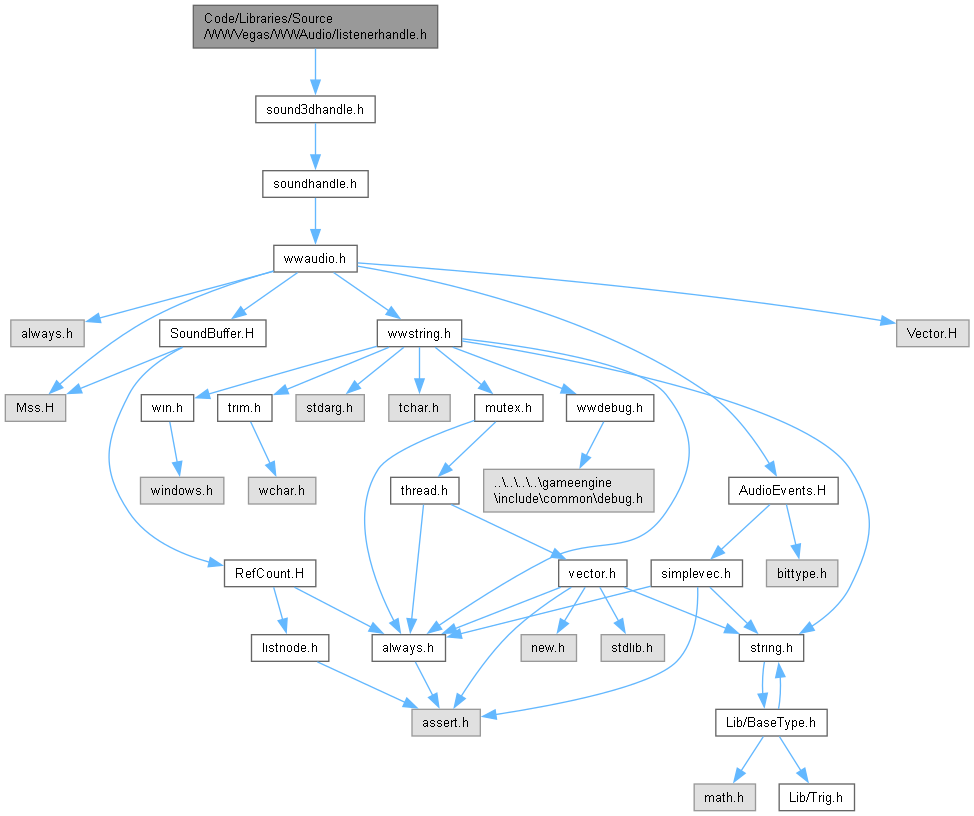 Code/Libraries/Source
/WWVegas/WWAudio/listenerhandle.h
sound3dhandle.h
soundhandle.h
wwaudio.h
always.h
SoundBuffer.H
wwstring.h
Vector.H
Mss.H
win.h
trim.h
stdarg.h
tchar.h
mutex.h
wwdebug.h
windows.h
wchar.h
thread.h
..\..\..\..\gameengine
\include\common\debug.h
AudioEvents.H
RefCount.H
vector.h
simplevec.h
bittype.h
listnode.h
always.h
new.h
stdlib.h
string.h
assert.h
Lib/BaseType.h
math.h
Lib/Trig.h